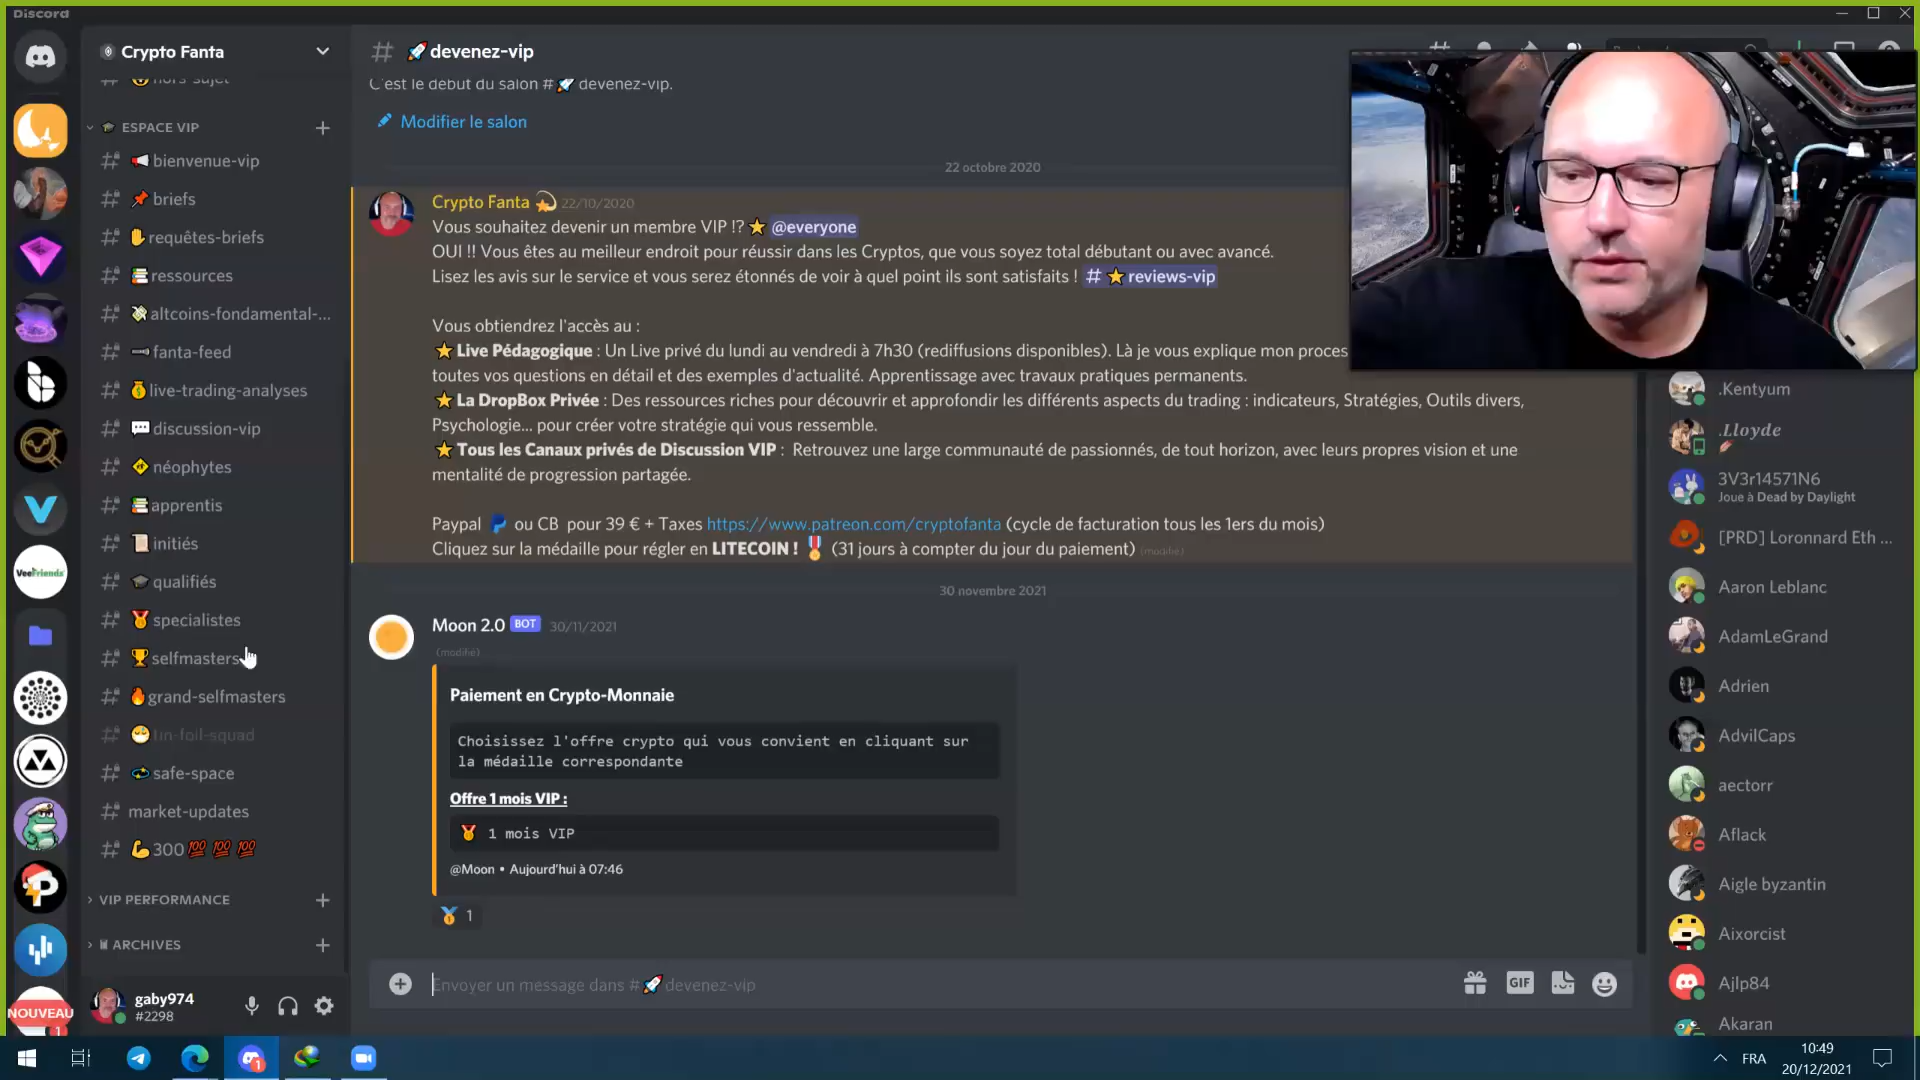 Discord
Crypto Fanta
hors-sujet
ESPACE VIP
bienvenue-vip
briefs
requêtes-briefs
ressources
altcoins-fondamental-...
fanta-feed
live-trading-analyses
discussion-vip
néophytes
apprentis
initiés
qualifiés
specialistes
selfmasters
grand-selfmasters
tin-foil-squad
safe-space
market-updates
300
VIP PERFORMANCE
ARCHIVES
gaby974
#2298
VeeFriends
NOUVEAU
1
devenez-vip
C'est le début du salon # devenez-vip.
Modifier le salon
22 octobre 2020
Crypto Fanta 22/10/2020
Vous souhaitez devenir un membre VIP !? @everyone
OUI !! Vous êtes au meilleur endroit pour réussir dans les Cryptos, que vous soyez total débutant ou avec avancé.
Lisez les avis sur le service et vous serez étonnés de voir à quel point ils sont satisfaits ! # reviews-vip
Vous obtiendrez l'accès au :
Live Pédagogique : Un Live privé du lundi au vendredi à 7h30 (rediffusions disponibles). Là je vous explique mon proces
toutes vos questions en détail et des exemples d'actualité. Apprentissage avec travaux pratiques permanents.
La DropBox Privée : Des ressources riches pour découvrir et approfondir les différents aspects du trading : indicateurs, Stratégies, Outils divers,
Psychologie... pour créer votre stratégie qui vous ressemble.
Tous les Canaux privés de Discussion VIP : Retrouvez une large communauté de passionnés, de tout horizon, avec leurs propres vision et une
mentalité de progression partagée.
Paypal ou CB pour 39 € + Taxes https://www.patreon.com/cryptofanta (cycle de facturation tous les 1ers du mois)
Cliquez sur la médaille pour régler en LITECOIN ! (31 jours à compter du jour du paiement) (modifié)
30 novembre 2021
Moon 2.0 BOT 30/11/2021
(modifié)
Paiement en Crypto-Monnaie
Choisissez l'offre crypto qui vous convient en cliquant sur
la médaille correspondante
Offre 1 mois VIP :
1 mois VIP
@Moon • Aujourd'hui à 07:46
1
Envoyer un message dans # devenez-vip
GIF
.Kentyum
.Lloyde
3V3r14571N6
Joue à Dead by Daylight
[PRD] Loronnard Eth ...
Aaron Leblanc
AdamLeGrand
Adrien
AdvilCaps
aectorr
Aflack
Aigle byzantin
Aixorcist
Ajlp84
Akaran
1
FRA
10:49
20/12/2021